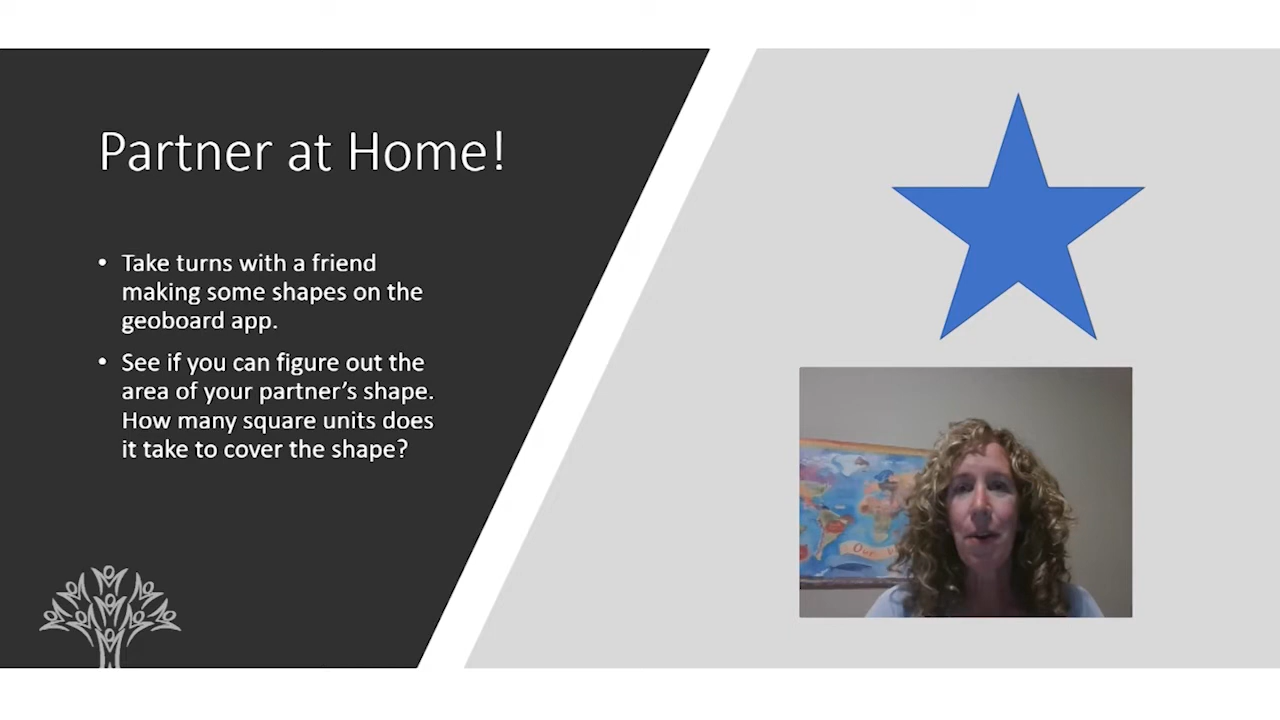 Partner at Home!
• Take turns with a friend
making some shapes on the
geoboard app.
• See if you can figure out the
area of your partner's shape.
How many square units does
it take to cover the shape?
Our